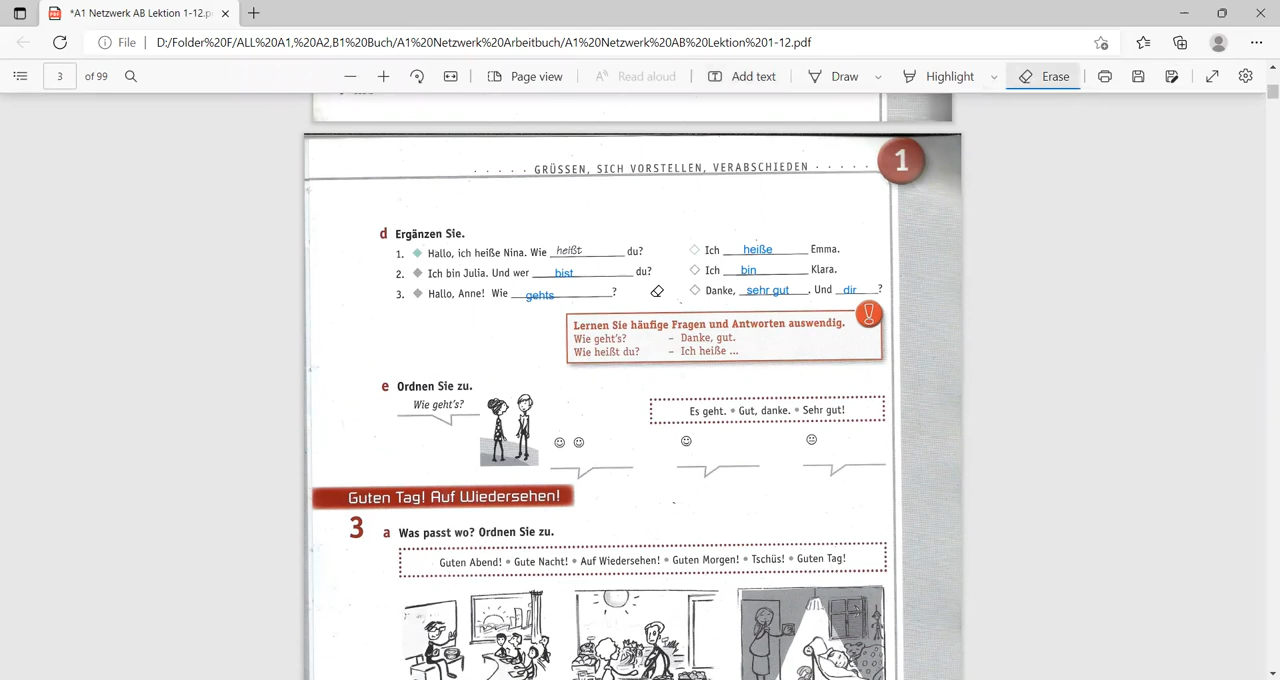 *A1 Netzwerk AB Lektion 1-12.p
File D:/Folder%20F/ALL%20A1,%20A2,B1%20Buch/A1%20Netzwerk%20Arbeitbuch/A1%20Netzwerk%20AB%20Lektion%201-12.pdf
3 of 99 Page view Read aloud Add text Draw Highlight Erase
GRÜSSEN, SICH VORSTELLEN, VERABSCHIEDEN 1
d Ergänzen Sie.
1. Hallo, ich heiße Nina. Wie heißt du? Ich heiße Emma.
2. Ich bin Julia. Und wer bist du? Ich bin Klara.
3. Hallo, Anne! Wie gehts ? Danke, sehr gut. Und dir ?
Lernen Sie häufige Fragen und Antworten auswendig. !
Wie geht's? – Danke, gut.
Wie heißt du? – Ich heiße ...
e Ordnen Sie zu.
Wie geht's?
Es geht. • Gut, danke. • Sehr gut!
Guten Tag! Auf Wiedersehen!
3 a Was passt wo? Ordnen Sie zu.
Guten Abend! • Gute Nacht! • Auf Wiedersehen! • Guten Morgen! • Tschüs! • Guten Tag!